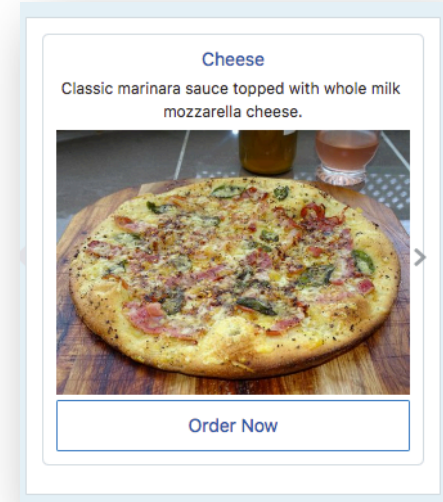 Cheese
Classic marinara sauce topped with whole milk
mozzarella cheese.
Order Now